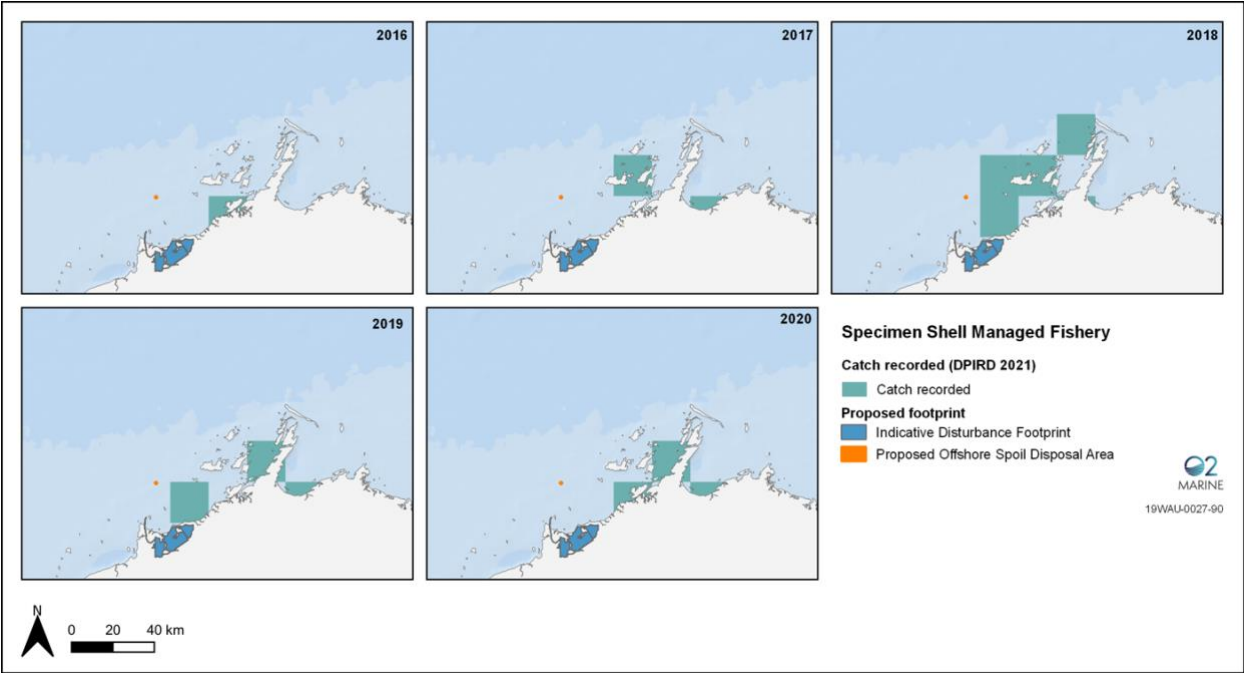 2016
2017
2018
2019
2020
Specimen Shell Managed Fishery
Catch recorded (DPIRD 2021)
Catch recorded
Proposed footprint
Indicative Disturbance Footprint
Proposed Offshore Spoil Disposal Area
O2
MARINE
19WAU-0027-90
N
0 20 40 km